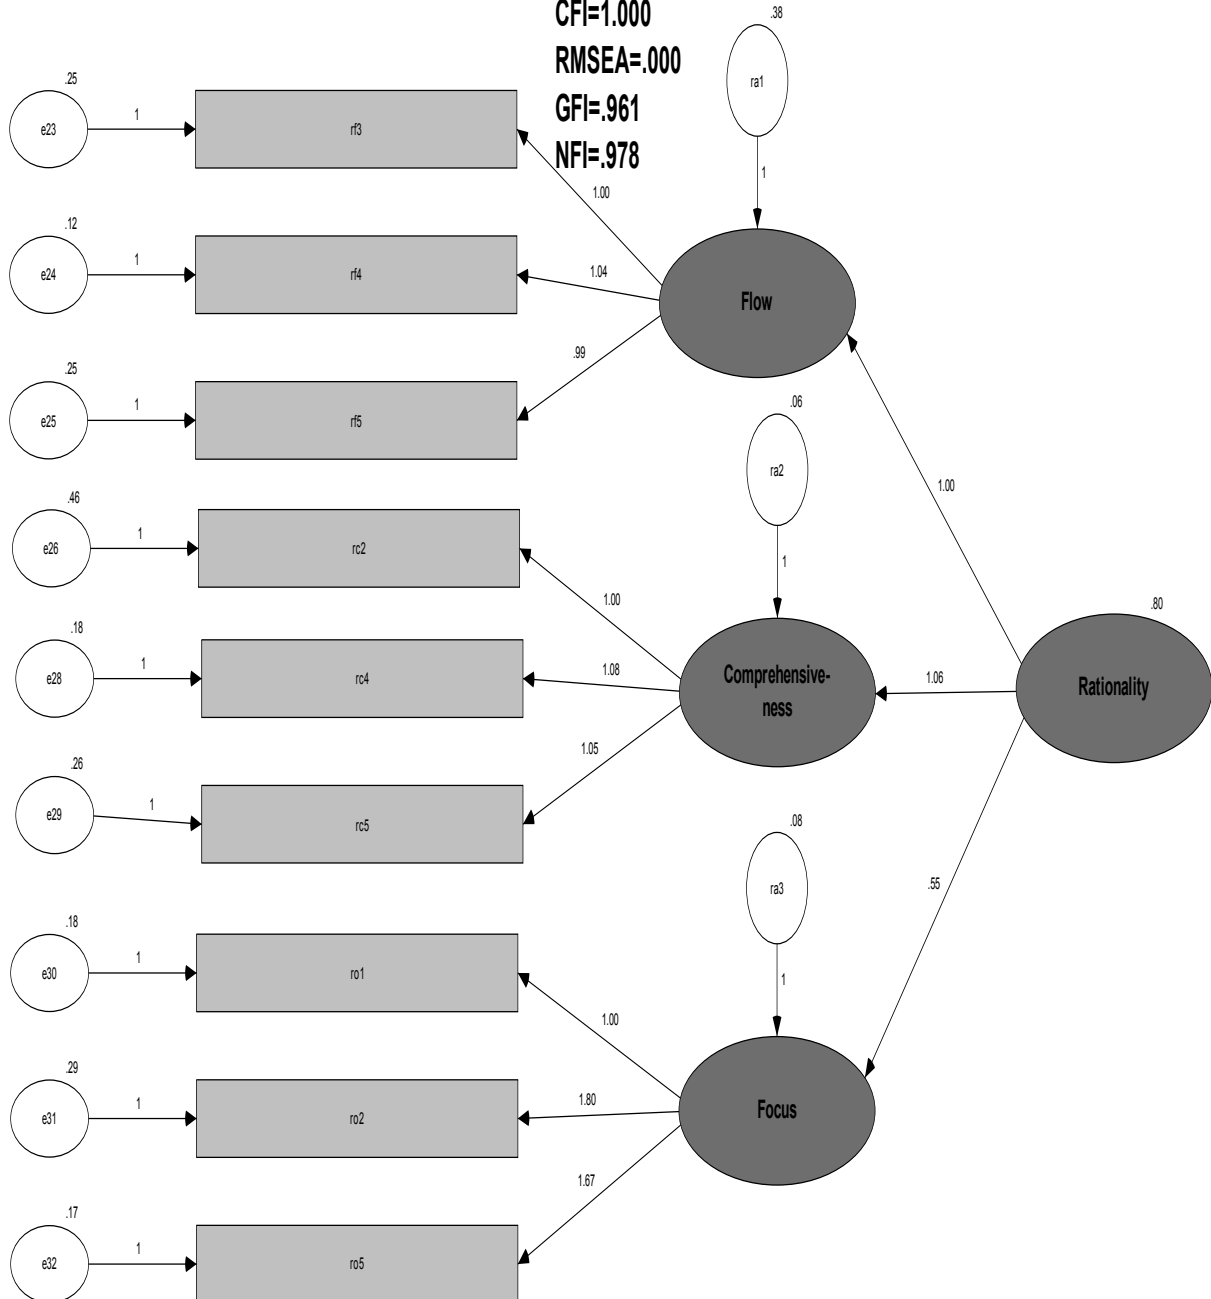 CFI=1.000
RMSEA=.000
GFI=.961
NFI=.978
.38
ra1
1
.25
e23
1
rf3
1.00
.12
e24
1
rf4
1.04
Flow
.25
e25
1
rf5
.99
.06
ra2
1
1.00
.46
e26
1
rc2
1.00
.18
e28
1
rc4
1.08
Comprehensive-
ness
1.06
.80
Rationality
.26
e29
1
rc5
1.05
.08
ra3
1
.55
.18
e30
1
ro1
1.00
.29
e31
1
ro2
1.80
Focus
.17
e32
1
ro5
1.67